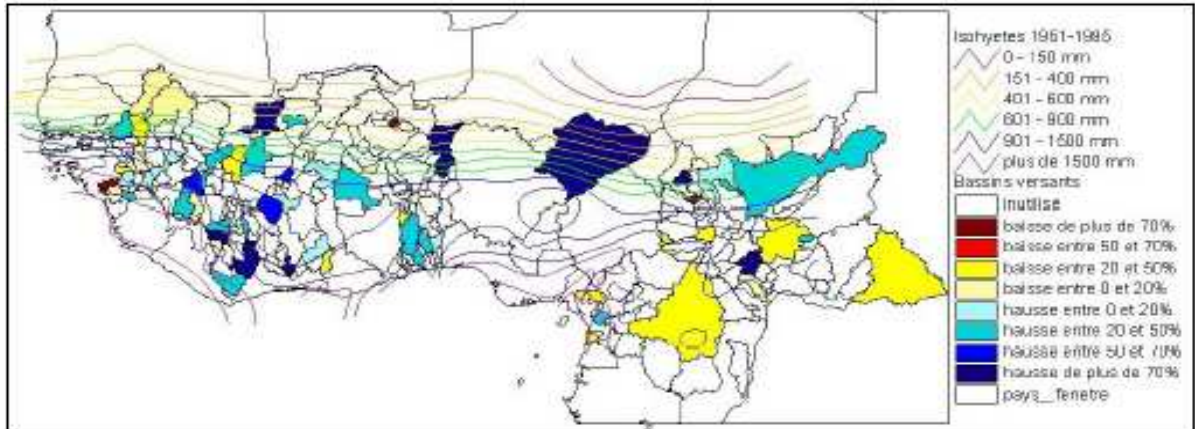 Isohyetes 1951-1985
0 - 150 mm
151 - 400 mm
401 - 600 mm
601 - 900 mm
901 - 1500 mm
plus de 1500 mm
Bassins versants
inutilisé
baisse de plus de 70%
baisse entre 50 et 70%
baisse entre 20 et 50%
baisse entre 0 et 20%
hausse entre 0 et 20%
hausse entre 20 et 50%
hausse entre 50 et 70%
hausse de plus de 70%
pays_fenetre